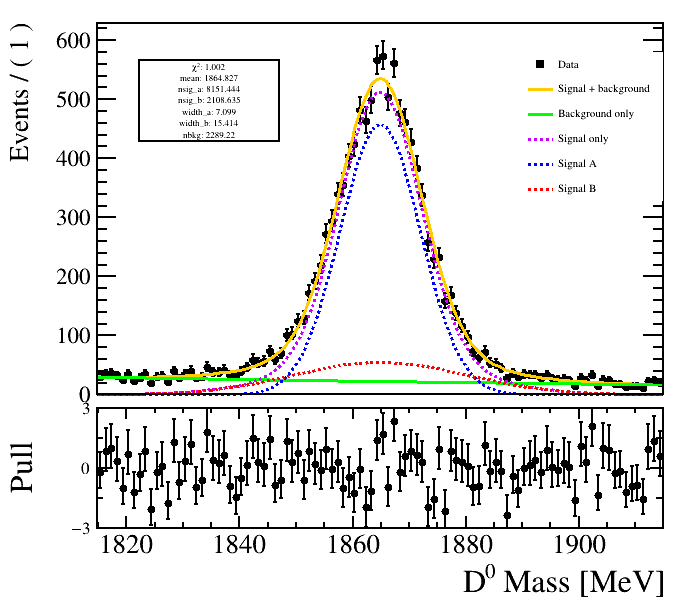 Events / ( 1 )
600
500
400
300
200
100
0
χ²: 1.002
mean: 1864.827
nsig_a: 8151.444
nsig_b: 2108.635
width_a: 7.099
width_b: 15.414
nbkg: 2289.22
Data
Signal + background
Background only
Signal only
Signal A
Signal B
Pull
3
0
−3
1820 1840 1860 1880 1900
D⁰ Mass [MeV]